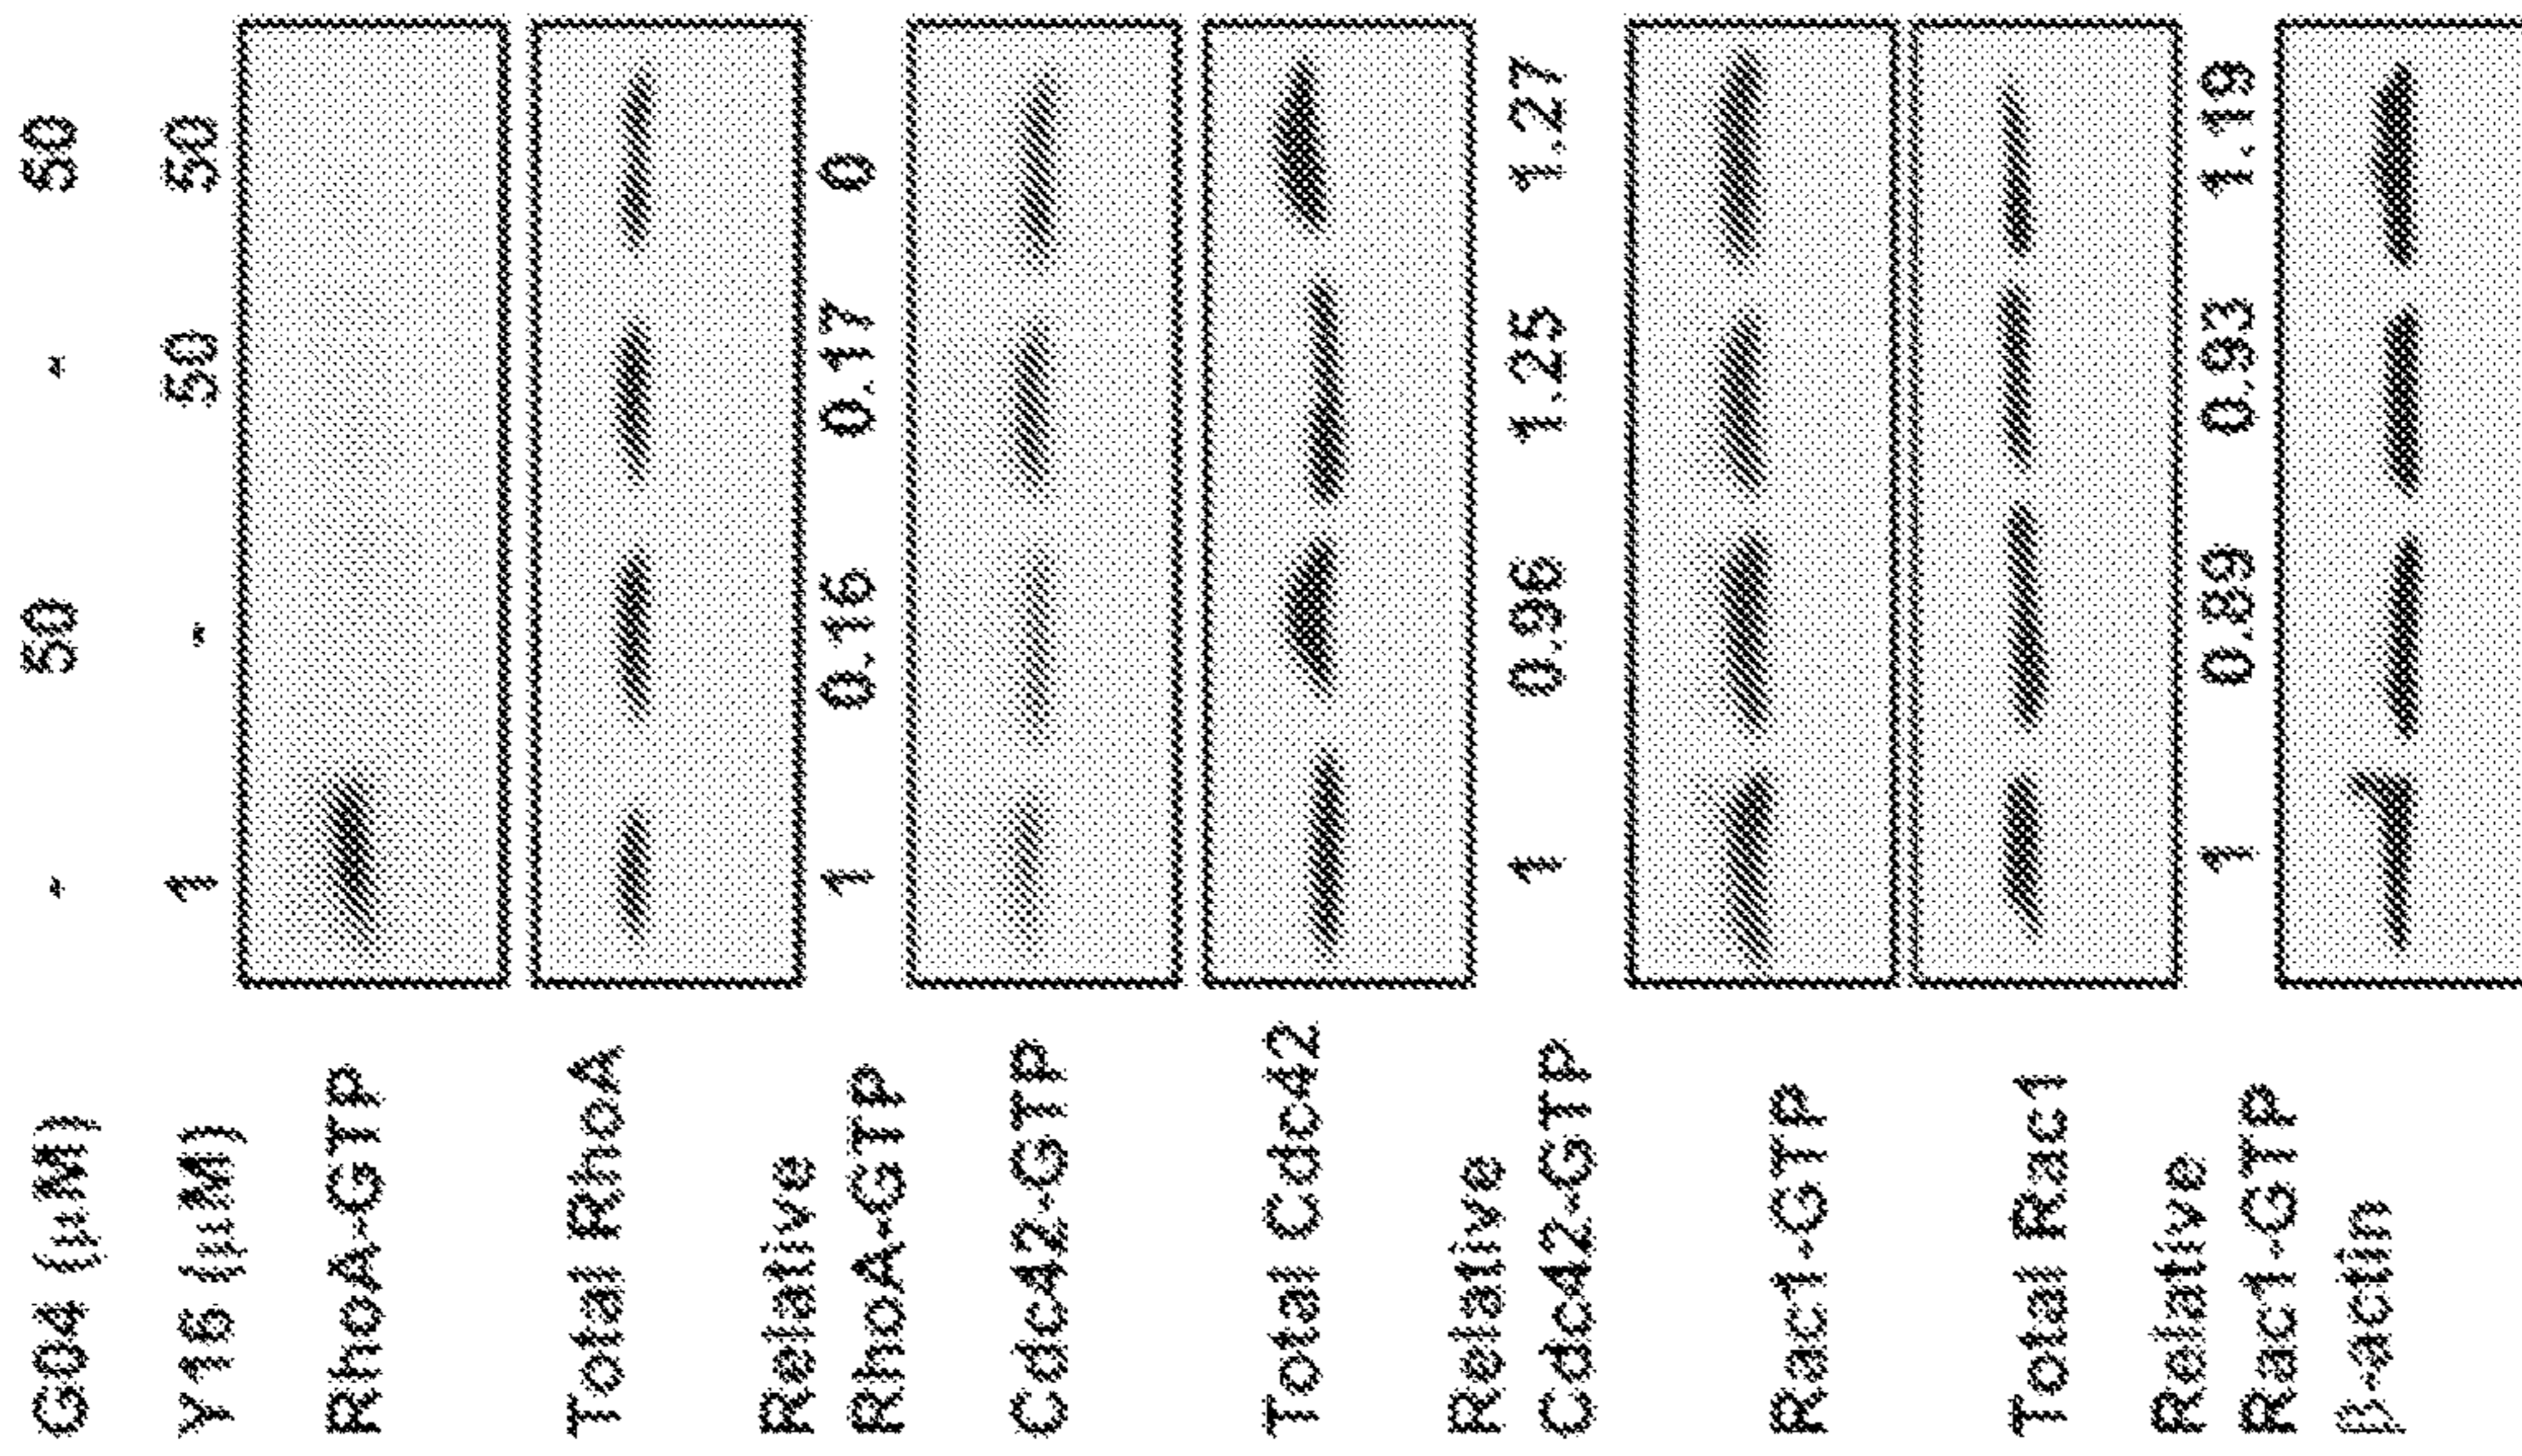 G04 (µM) - 50 - 50
Y16 (µM) 1 - 50 50
RhoA-GTP
Total RhoA
Relative
RhoA-GTP 1 0.16 0.17 0
Cdc42-GTP
Total Cdc42
Relative
Cdc42-GTP 1 0.96 1.25 1.27
Rac1-GTP
Total Rac1
Relative
Rac1-GTP 1 0.89 0.93 1.19
β-actin